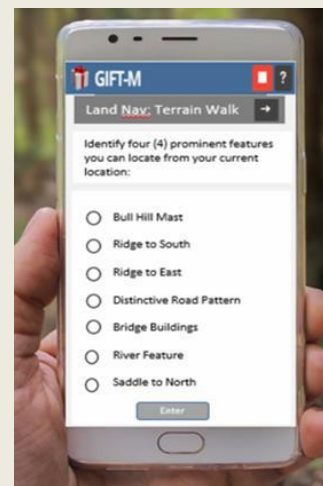 GIFT-M
?
Land Nav: Terrain Walk
Identify four (4) prominent features
you can locate from your current
location:
Bull Hill Mast
Ridge to South
Ridge to East
Distinctive Road Pattern
Bridge Buildings
River Feature
Saddle to North
Enter